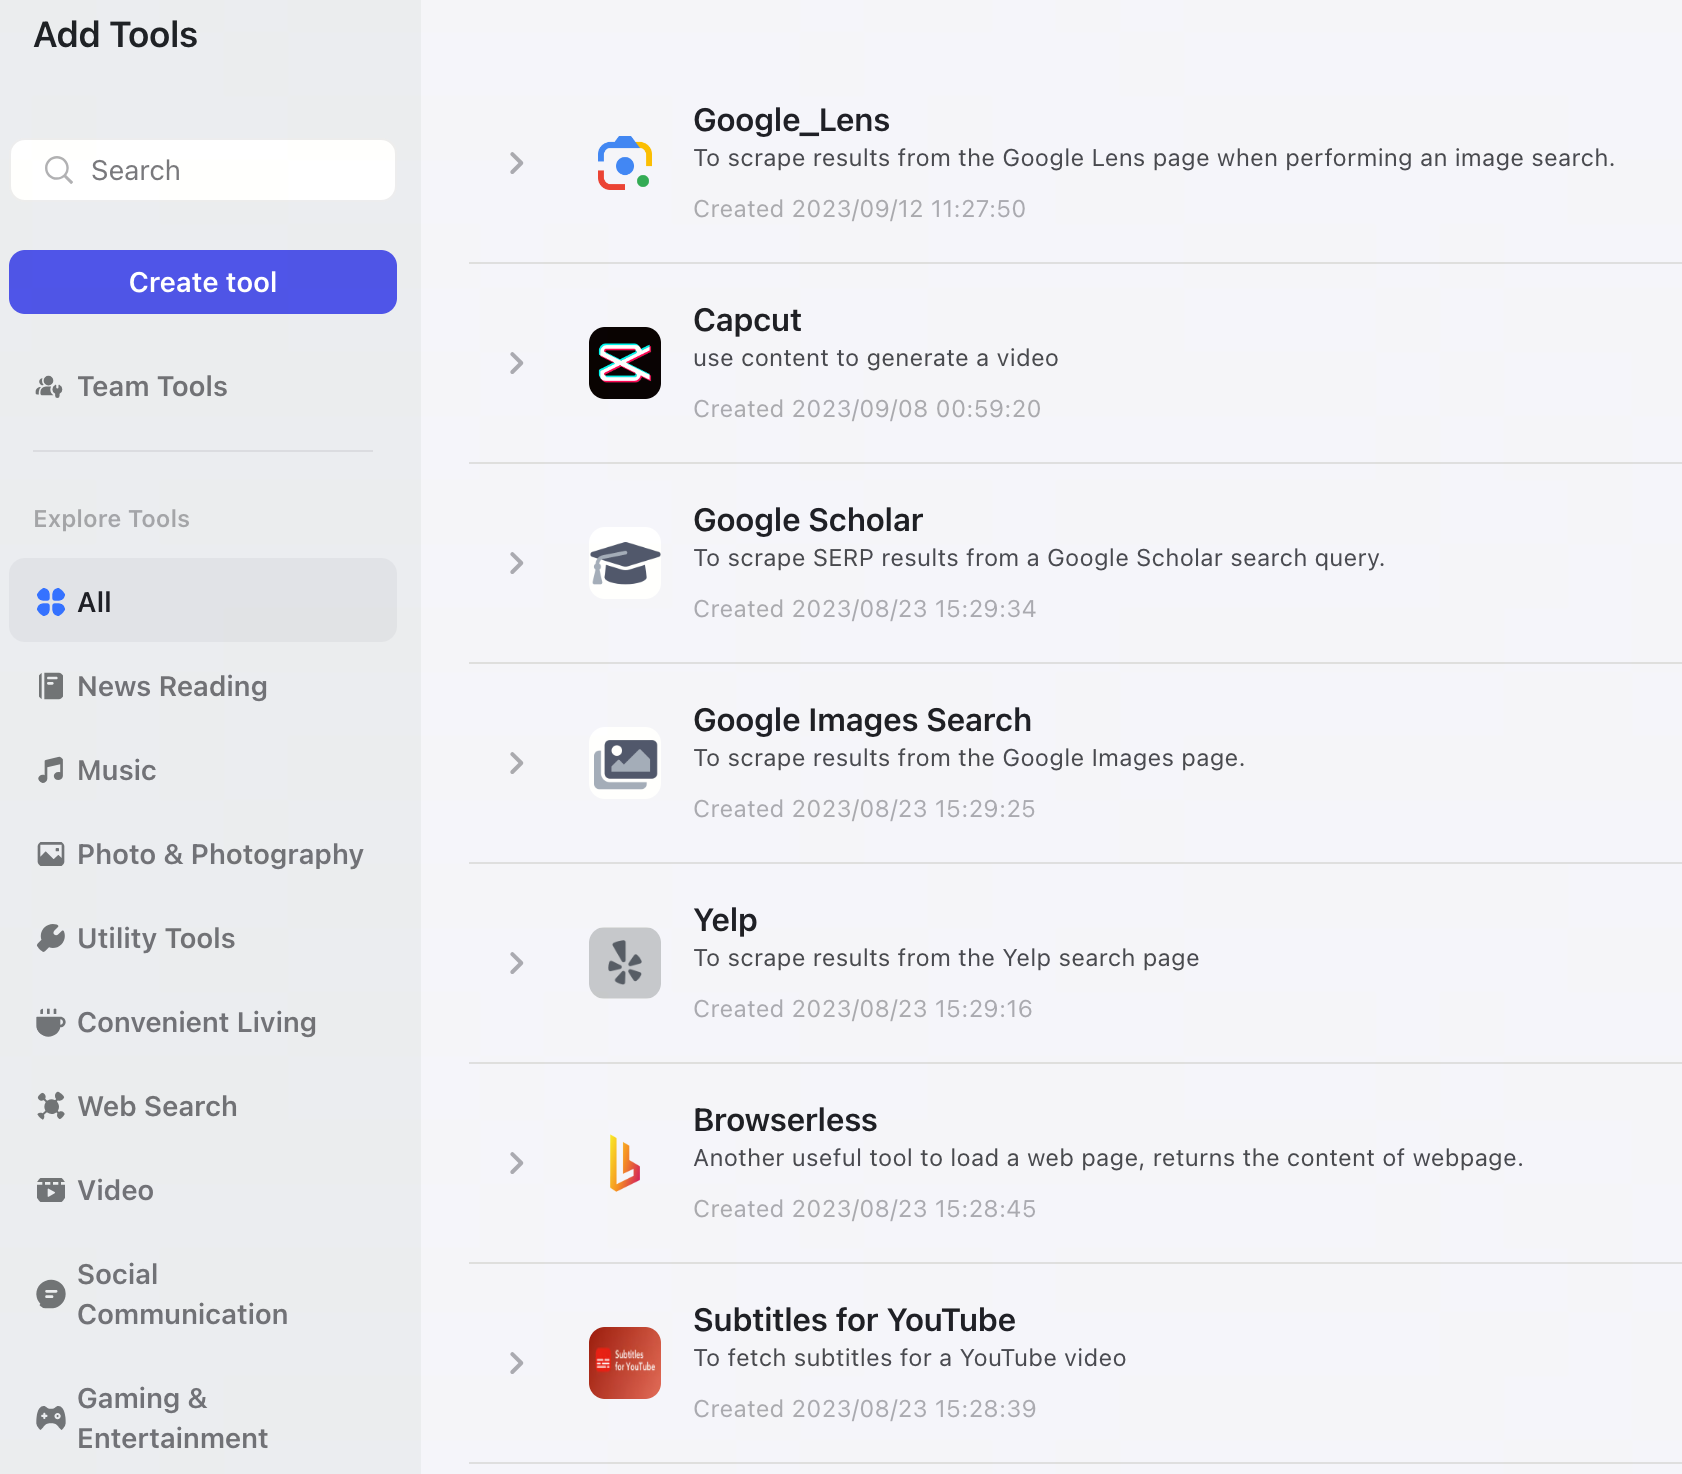 Add Tools
Search
Create tool
Team Tools
Explore Tools
All
News Reading
Music
Photo & Photography
Utility Tools
Convenient Living
Web Search
Video
Social
Communication
Gaming &
Entertainment
Google_Lens
To scrape results from the Google Lens page when performing an image search.
Created 2023/09/12 11:27:50
Capcut
use content to generate a video
Created 2023/09/08 00:59:20
Google Scholar
To scrape SERP results from a Google Scholar search query.
Created 2023/08/23 15:29:34
Google Images Search
To scrape results from the Google Images page.
Created 2023/08/23 15:29:25
Yelp
To scrape results from the Yelp search page
Created 2023/08/23 15:29:16
Browserless
Another useful tool to load a web page, returns the content of webpage.
Created 2023/08/23 15:28:45
Subtitles
for YouTube
Subtitles for YouTube
To fetch subtitles for a YouTube video
Created 2023/08/23 15:28:39